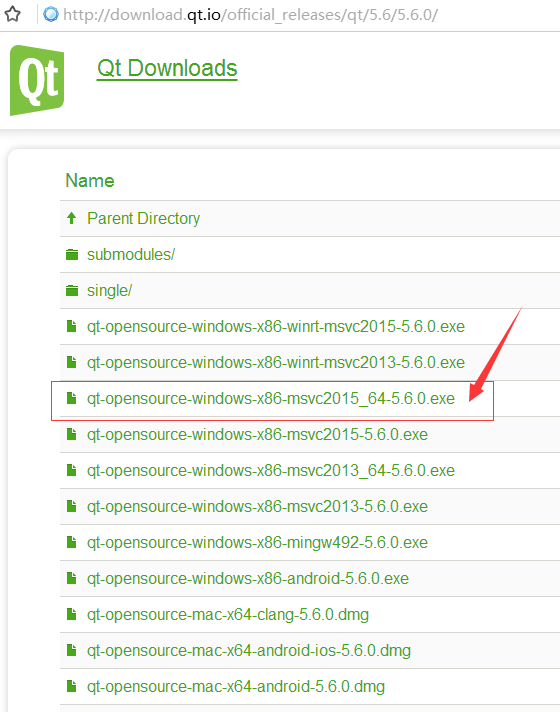 http://download.qt.io/official_releases/qt/5.6/5.6.0/
Qt
Qt Downloads
Name
Parent Directory
submodules/
single/
qt-opensource-windows-x86-winrt-msvc2015-5.6.0.exe
qt-opensource-windows-x86-winrt-msvc2013-5.6.0.exe
qt-opensource-windows-x86-msvc2015_64-5.6.0.exe
qt-opensource-windows-x86-msvc2015-5.6.0.exe
qt-opensource-windows-x86-msvc2013_64-5.6.0.exe
qt-opensource-windows-x86-msvc2013-5.6.0.exe
qt-opensource-windows-x86-mingw492-5.6.0.exe
qt-opensource-windows-x86-android-5.6.0.exe
qt-opensource-mac-x64-clang-5.6.0.dmg
qt-opensource-mac-x64-android-ios-5.6.0.dmg
qt-opensource-mac-x64-android-5.6.0.dmg